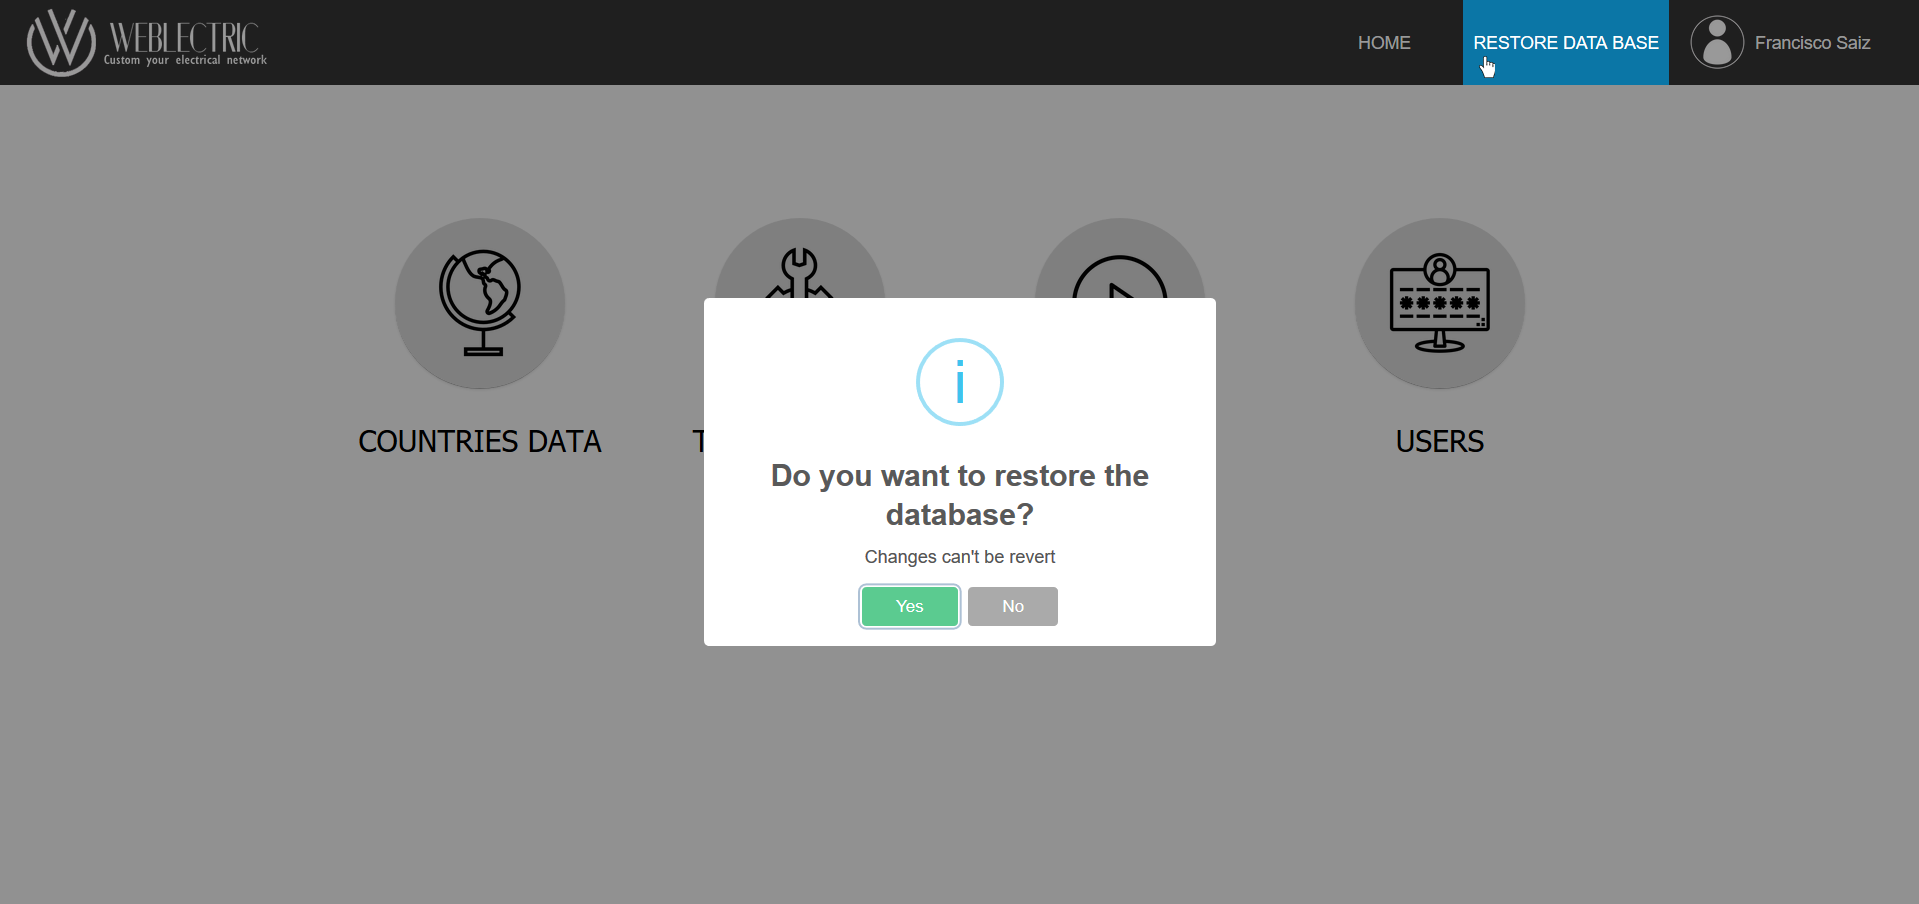 WEBLECTRIC
Custom your electrical network
HOME
RESTORE DATA BASE
Francisco Saiz
COUNTRIES DATA
USERS
i
Do you want to restore the
database?
Changes can't be revert
Yes
No